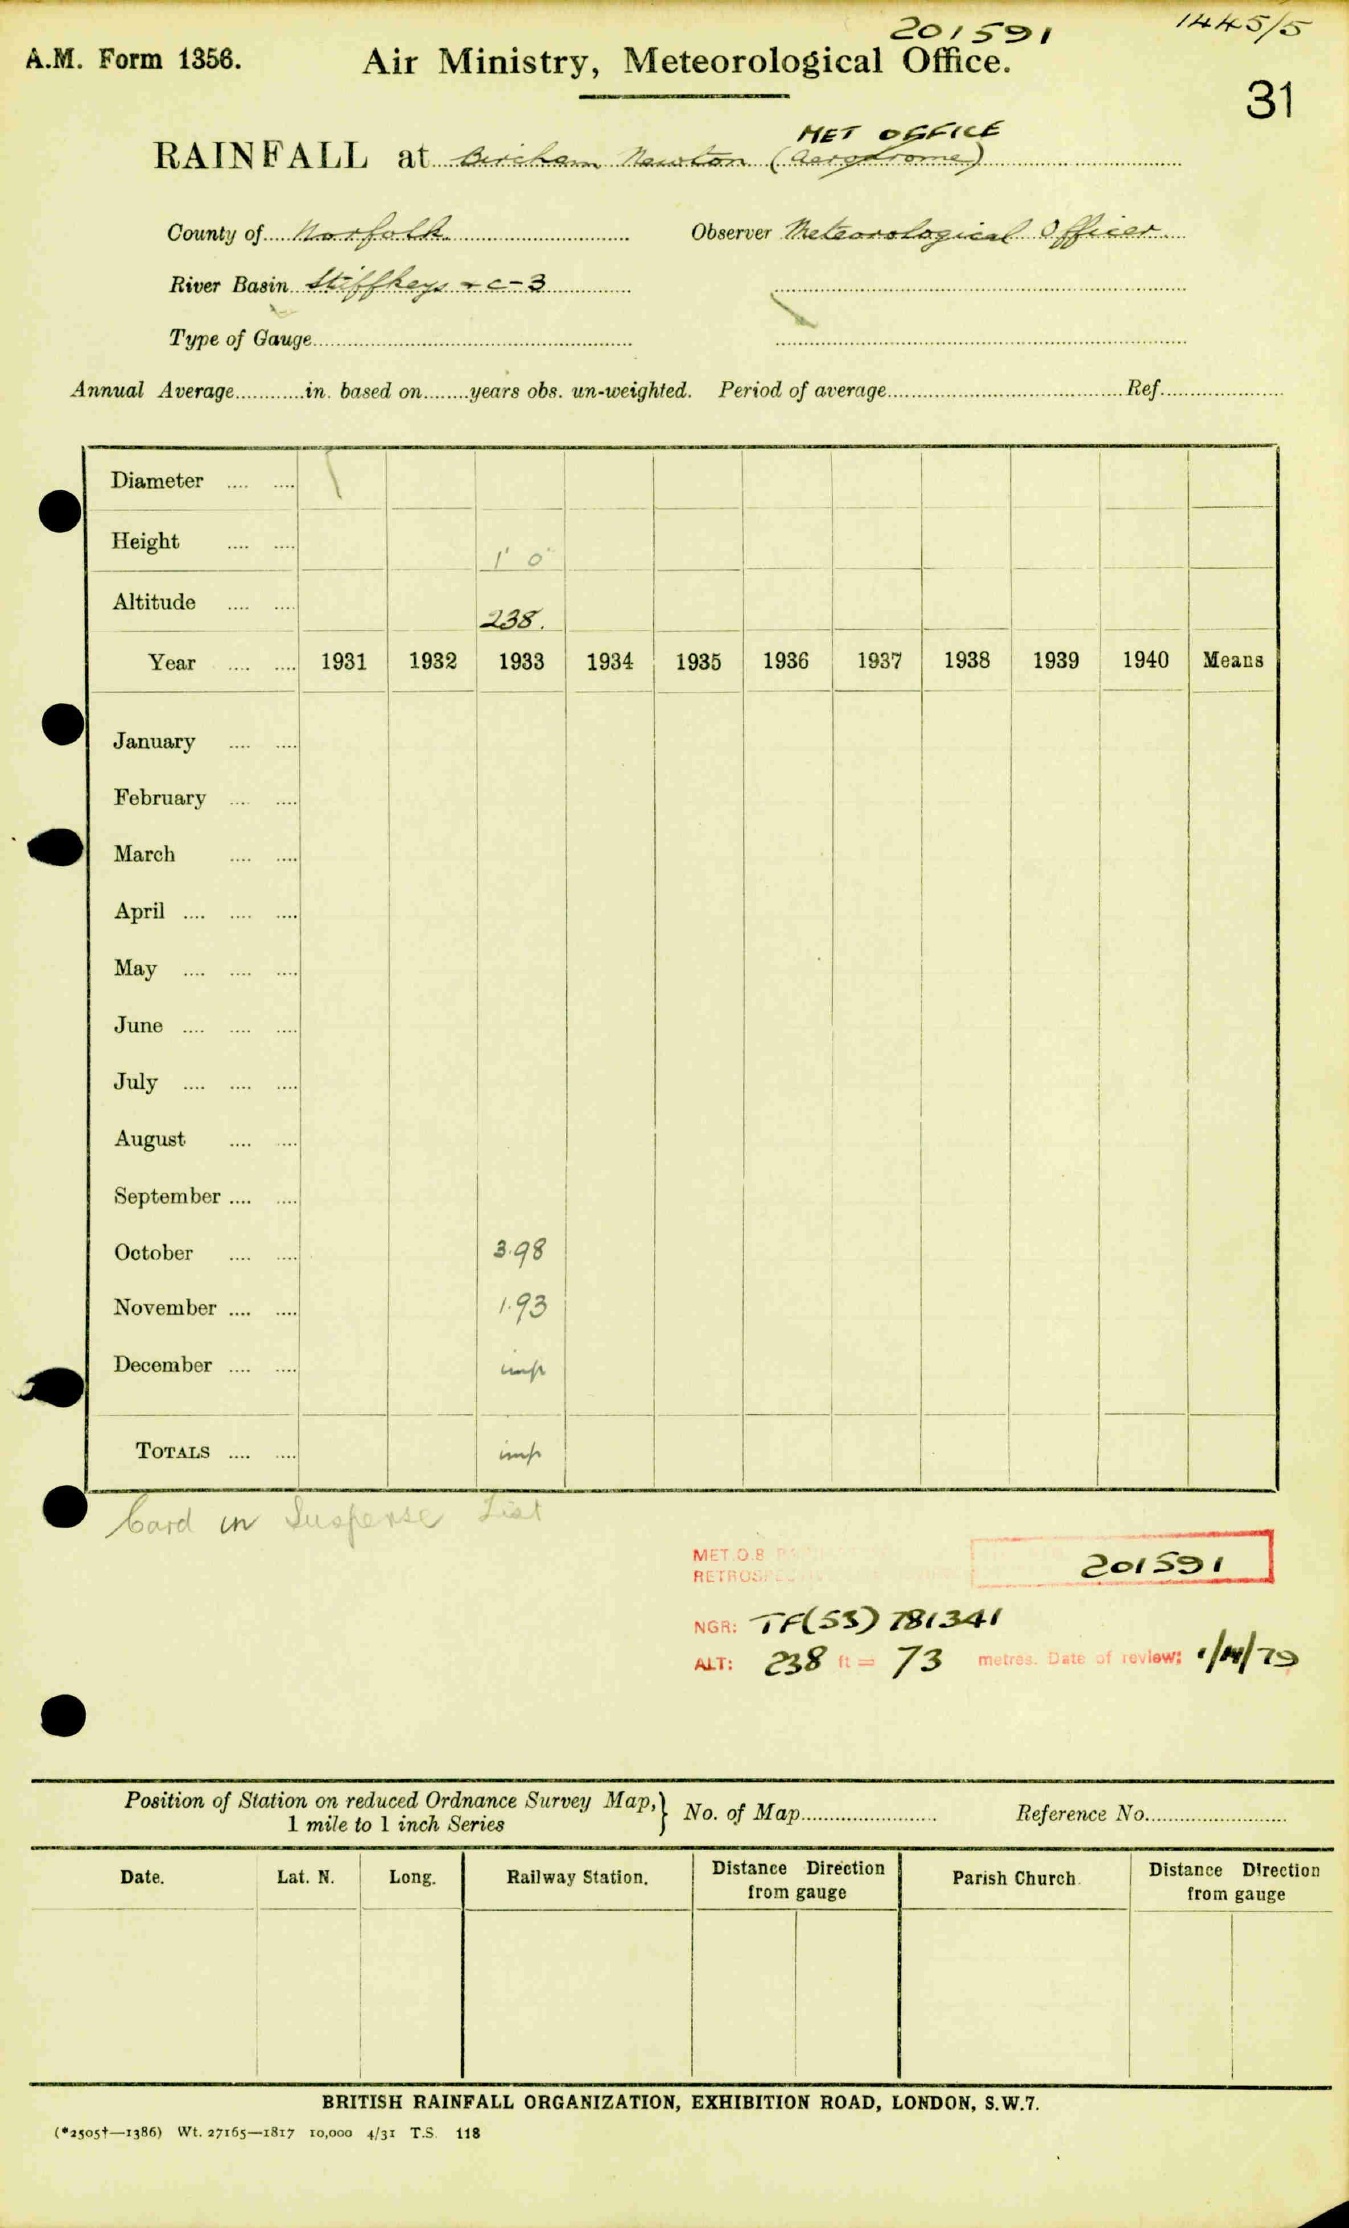 201591
1445/5
A.M. Form 1356.
Air Ministry, Meteorological Office.
31
MET OFFICE
RAINFALL at Bircham Newton (Aerodrome)
County of Norfolk. Observer Meteorological Officer.
River Basin Stiffkey & c-3
Type of Gauge
Annual Average in. based on years obs. un-weighted. Period of average Ref.
Diameter
Height 1' 0"
Altitude 238.
Year 1931 1932 1933 1934 1935 1936 1937 1938 1939 1940 Means
January
February
March
April
May
June
July
August
September
October 3.98
November 1.93
December imp
TOTALS imp
Card in Suspense List
MET.O.8 201591
NGR: TF(53) 781341
ALT: 238 ft = 73 metres. Date of review:
Position of Station on reduced Ordnance Survey Map,
1 mile to 1 inch Series
No. of Map Reference No.
Date. Lat. N. Long. Railway Station. Distance Direction from gauge Parish Church. Distance Direction from gauge
BRITISH RAINFALL ORGANIZATION, EXHIBITION ROAD, LONDON, S.W.7.
(*2505†—1386) Wt. 27165—1817 10,000 4/31 T.S. 118